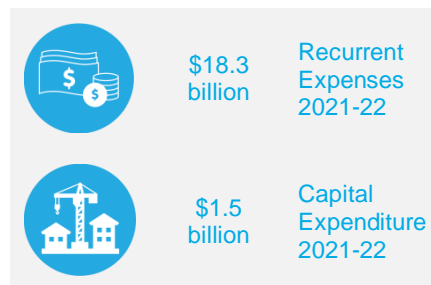 $18.3
billion
Recurrent
Expenses
2021-22
$
$
$1.5
billion
Capital
Expenditure
2021-22